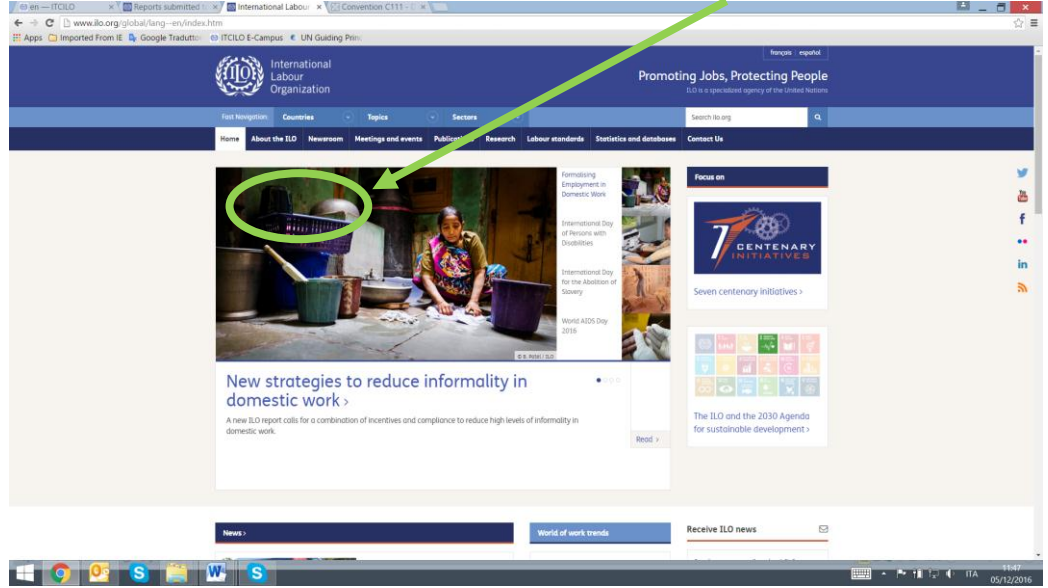 en — ITCILO
Reports submitted t
International Labour
Convention C111 - D
www.ilo.org/global/lang--en/index.htm
Apps
Imported From IE
Google Traduttor
ITCILO E-Campus
UN Guiding Princ
français
español
International
Labour
Organization
Promoting Jobs, Protecting People
ILO is a specialized agency of the United Nations
Fast Navigation:
Countries
Topics
Sectors
Search ilo.org
Home
About the ILO
Newsroom
Meetings and events
Research
Labour standards
Statistics and databases
Contact Us
Formalising
Employment in
Domestic Work
International Day
of Persons with
Disabilities
International Day
for the Abolition of
Slavery
World AIDS Day
2016
Focus on
7
CENTENARY
INITIATIVES
Seven centenary initiatives >
The ILO and the 2030 Agenda
for sustainable development >
New strategies to reduce informality in
domestic work >
A new ILO report calls for a combination of incentives and compliance to reduce high levels of informality in
domestic work.
Read >
News >
World of work trends
Receive ILO news
ITA
11:47
05/12/2016